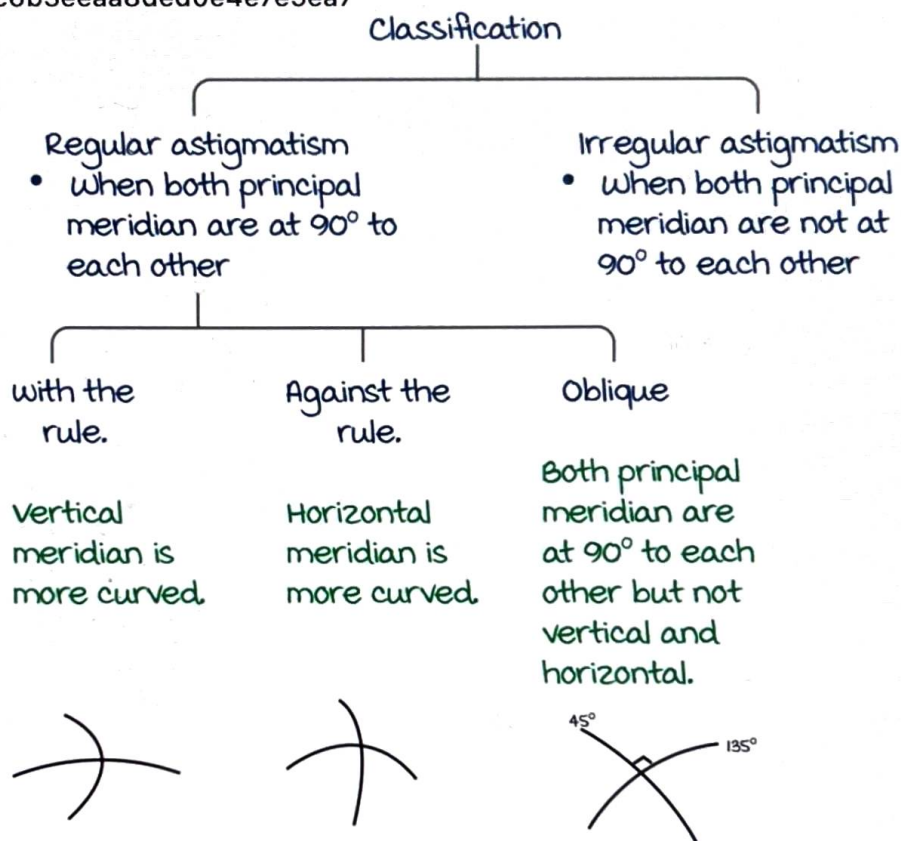 Classification
Regular astigmatism
• When both principal
meridian are at 90° to
each other
Irregular astigmatism
• When both principal
meridian are not at
90° to each other
with the
rule.
Vertical
meridian is
more curved.
Against the
rule.
Horizontal
meridian is
more curved.
Oblique
Both principal
meridian are
at 90° to each
other but not
vertical and
horizontal.
45°
135°